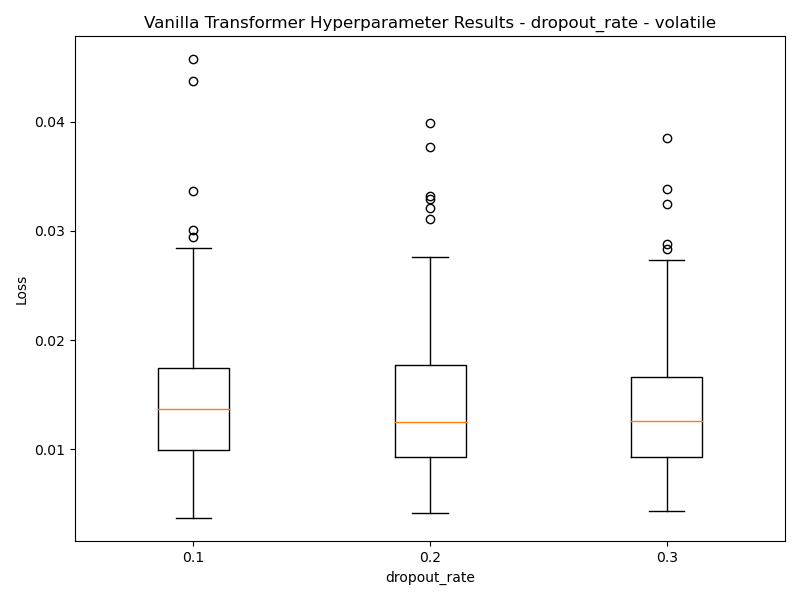 Vanilla Transformer Hyperparameter Results - dropout_rate - volatile
0.04
0.03
0.02
0.01
Loss
0.1 0.2 0.3
dropout_rate